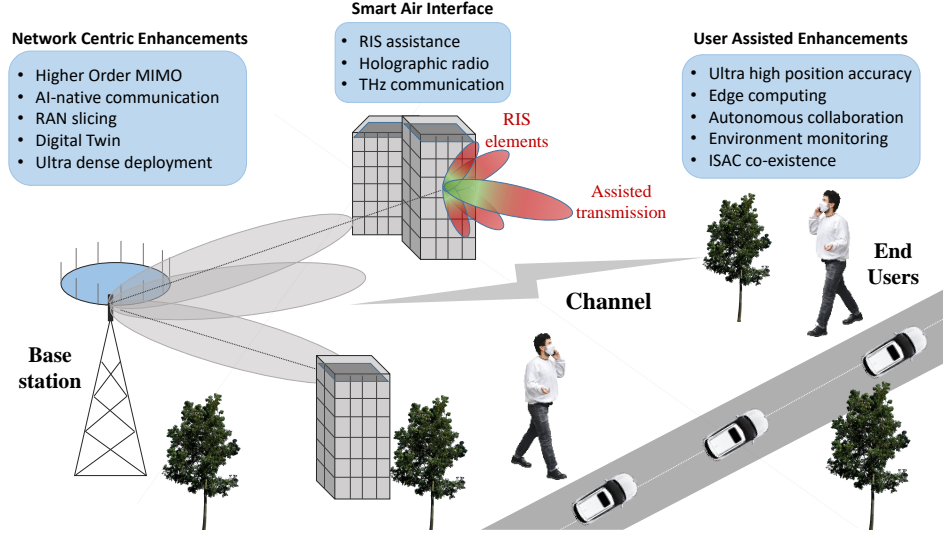 Network Centric Enhancements
• Higher Order MIMO
• AI-native communication
• RAN slicing
• Digital Twin
• Ultra dense deployment
Smart Air Interface
• RIS assistance
• Holographic radio
• THz communication
User Assisted Enhancements
• Ultra high position accuracy
• Edge computing
• Autonomous collaboration
• Environment monitoring
• ISAC co-existence
RIS
elements
Assisted
transmission
End
Users
Channel
Base
station